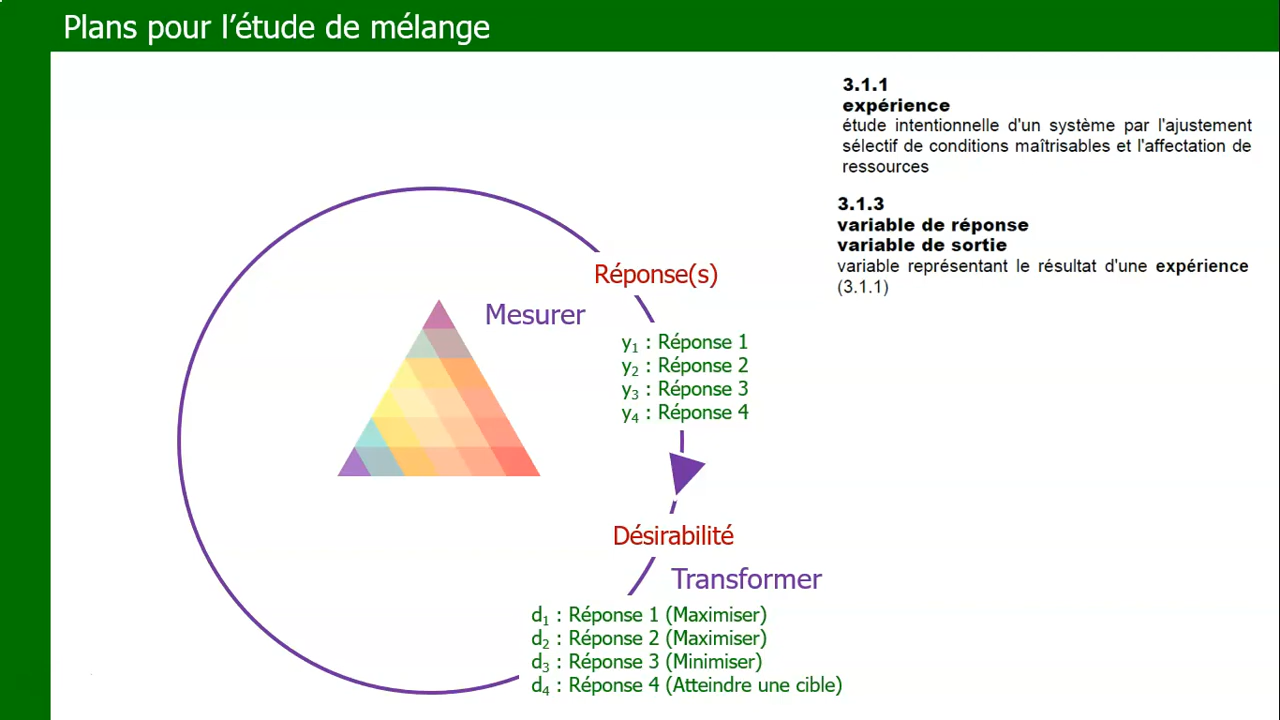 Plans pour l’étude de mélange
3.1.1
expérience
étude intentionnelle d'un système par l'ajustement
sélectif de conditions maîtrisables et l'affectation de
ressources
3.1.3
variable de réponse
variable de sortie
variable représentant le résultat d'une expérience
(3.1.1)
Réponse(s)
Mesurer
y₁ : Réponse 1
y₂ : Réponse 2
y₃ : Réponse 3
y₄ : Réponse 4
Désirabilité
Transformer
d₁ : Réponse 1 (Maximiser)
d₂ : Réponse 2 (Maximiser)
d₃ : Réponse 3 (Minimiser)
d₄ : Réponse 4 (Atteindre une cible)